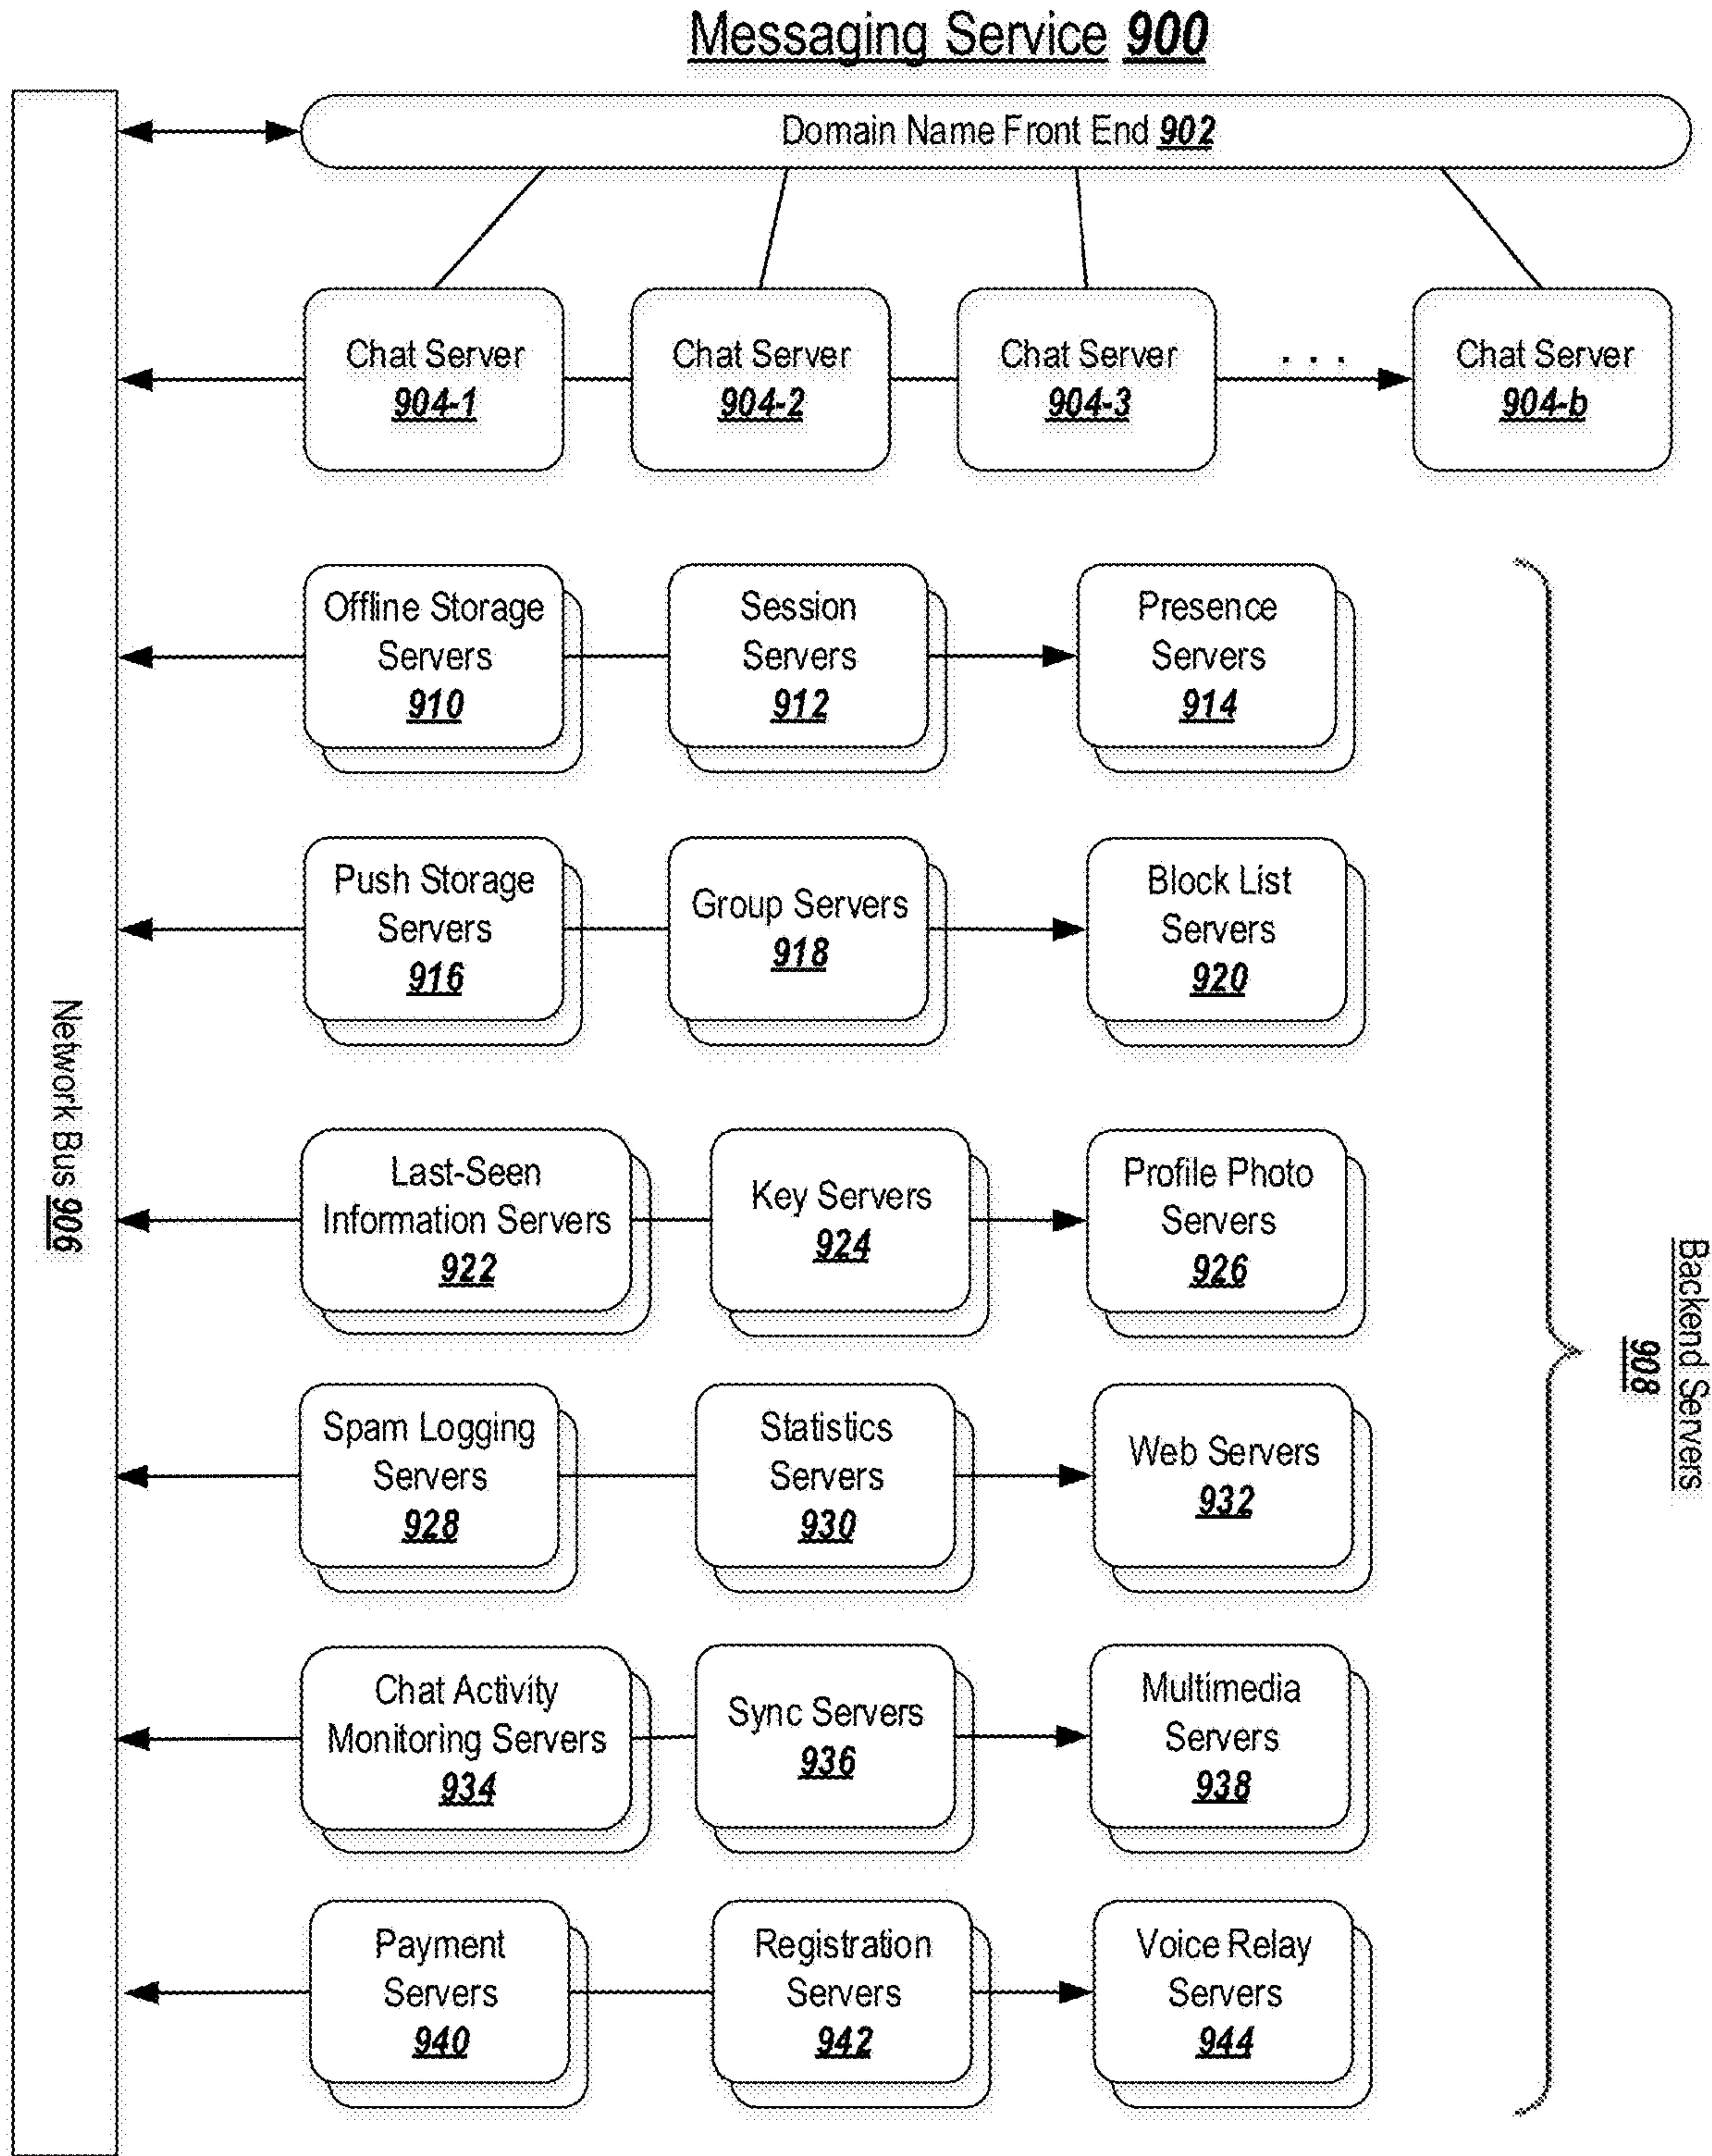 Messaging Service 900
Domain Name Front End 902
Chat Server
904-1
Chat Server
904-2
Chat Server
904-3
. . .
Chat Server
904-b
Offline Storage
Servers
910
Session
Servers
912
Presence
Servers
914
Push Storage
Servers
916
Group Servers
918
Block List
Servers
920
Network Bus 906
Last-Seen
Information Servers
922
Key Servers
924
Profile Photo
Servers
926
Backend Servers
908
Spam Logging
Servers
928
Statistics
Servers
930
Web Servers
932
Chat Activity
Monitoring Servers
934
Sync Servers
936
Multimedia
Servers
938
Payment
Servers
940
Registration
Servers
942
Voice Relay
Servers
944